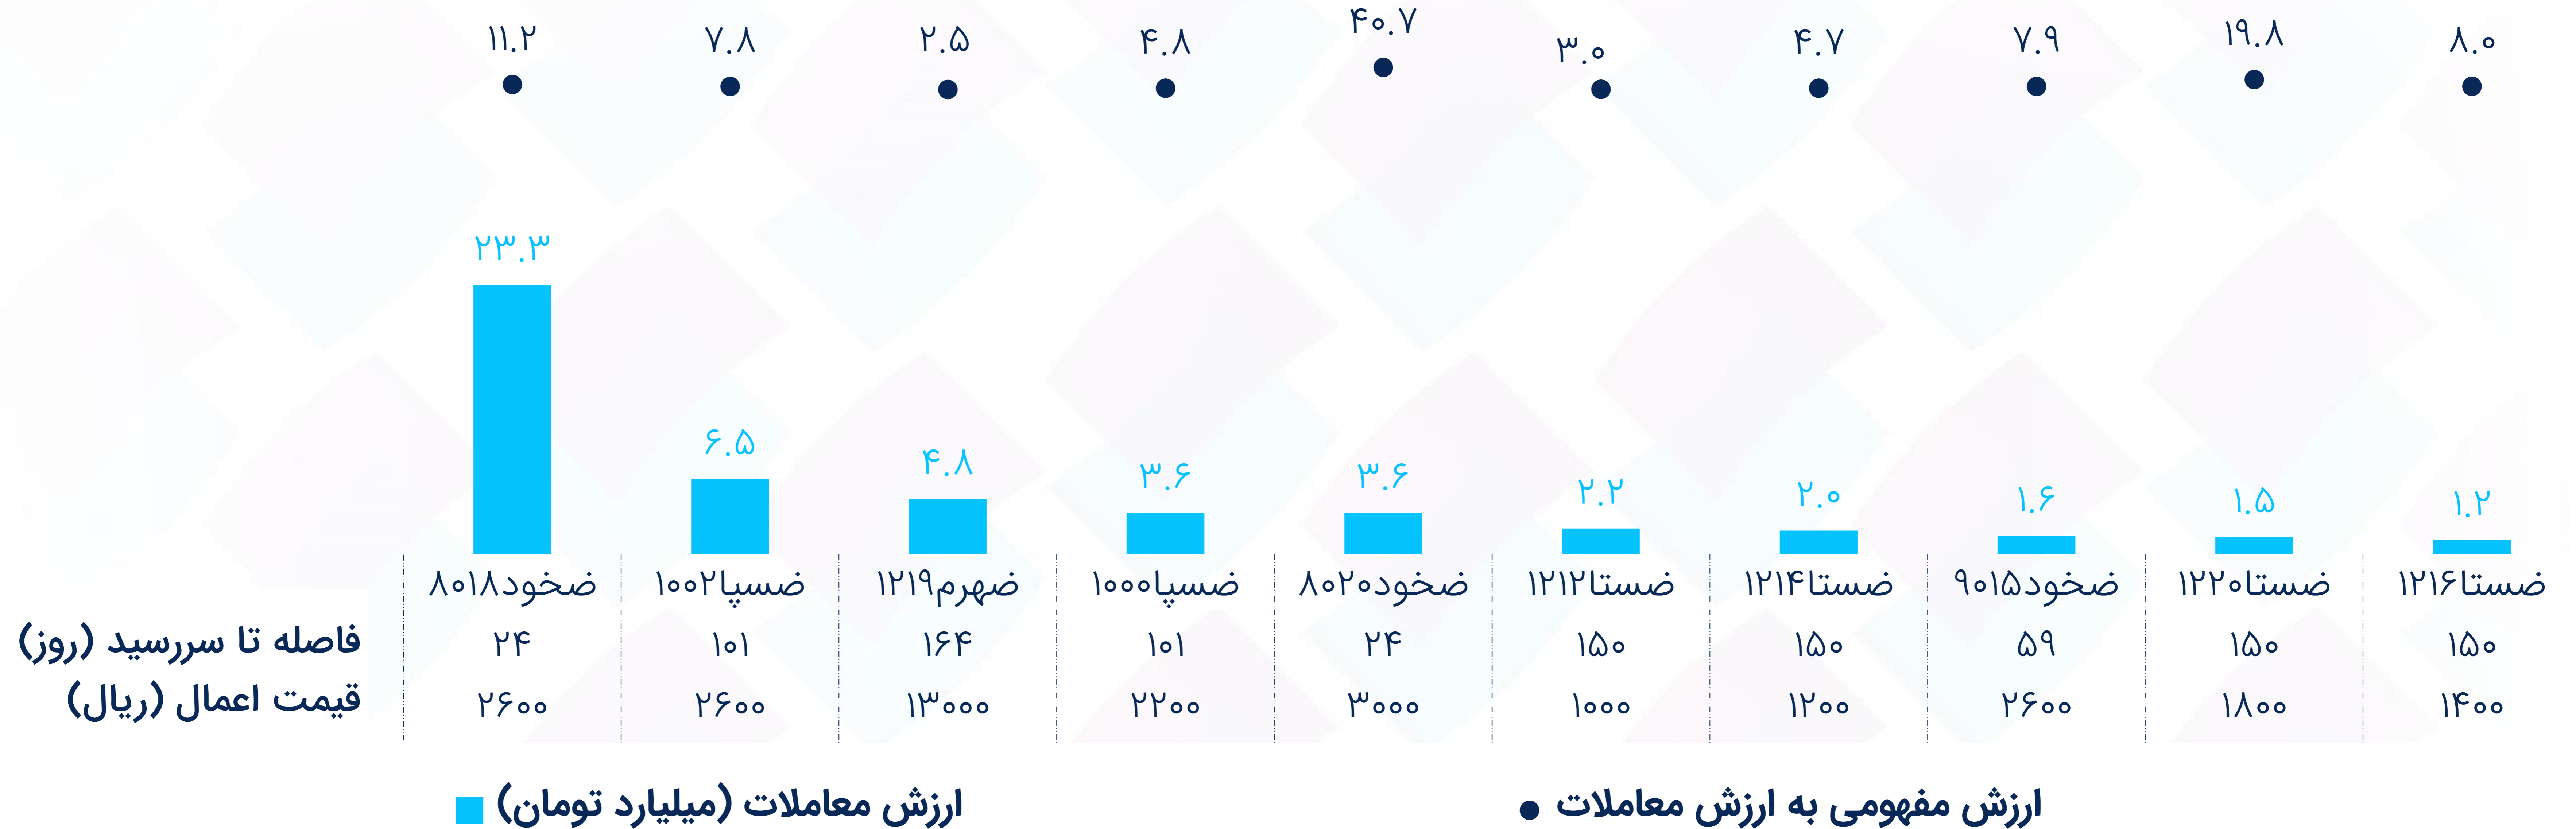 ۱۱.۲ ۷.۸ ۲.۵ ۴.۸ ۴۰.۷ ۳.۰ ۴.۷ ۷.۹ ۱۹.۸ ۸.۰
۲۳.۳ ۶.۵ ۴.۸ ۳.۶ ۳.۶ ۲.۲ ۲.۰ ۱.۶ ۱.۵ ۱.۲
ضخود۸۰۱۸ ضسپا۱۰۰۲ ضهرم۱۲۱۹ ضسپا۱۰۰۰ ضخود۸۰۲۰ ضستا۱۲۱۲ ضستا۱۲۱۴ ضخود۹۰۱۵ ضستا۱۲۲۰ ضستا۱۲۱۶
فاصله تا سررسید (روز) ۲۴ ۱۰۱ ۱۶۴ ۱۰۱ ۲۴ ۱۵۰ ۱۵۰ ۵۹ ۱۵۰ ۱۵۰
قیمت اعمال (ریال) ۲۶۰۰ ۲۶۰۰ ۱۳۰۰۰ ۲۲۰۰ ۳۰۰۰ ۱۰۰۰ ۱۲۰۰ ۲۶۰۰ ۱۸۰۰ ۱۴۰۰
ارزش معاملات (میلیارد تومان) ارزش مفهومی به ارزش معاملات